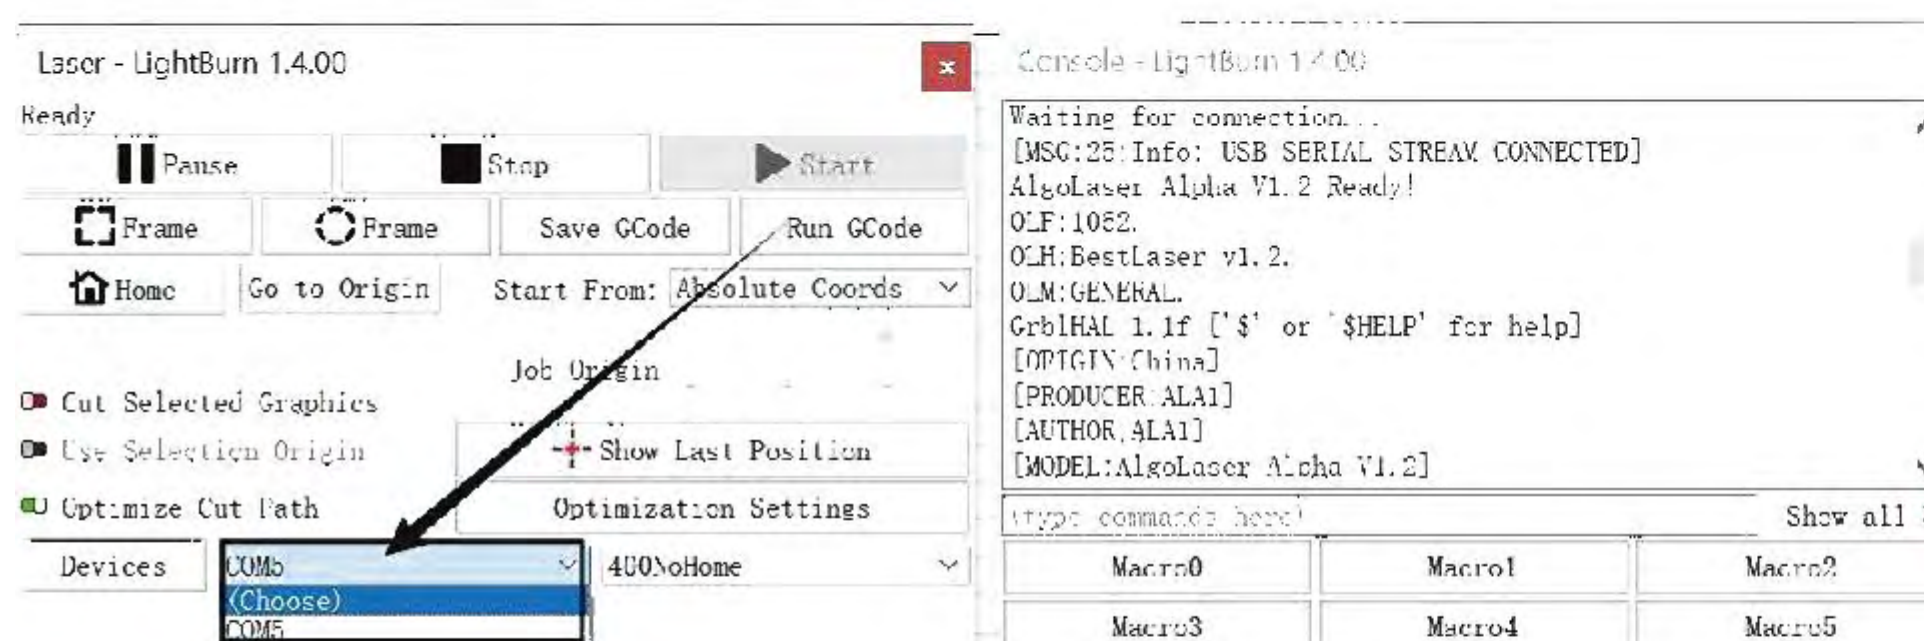 Laser - LightBurn 1.4.00
Ready
Pause
Stop
Start
Frame
Frame
Save GCode
Run GCode
Home
Go to Origin
Start From:
Absolute Coords
Job Origin
Cut Selected Graphics
Use Selection Origin
Show Last Position
Optimize Cut Path
Optimization Settings
Devices
COM5
400NoHome
(Choose)
COM5
Console - LightBurn 1.4.00
Waiting for connection...
[MSG:25:Info: USB SERIAL STREAM CONNECTED]
AlgoLaser Alpha V1.2 Ready!
OLF:1062.
OLH:BestLaser v1.2.
OLM:GENERAL.
GrblHAL 1.1f ['$' or '$HELP' for help]
[ORIGIN:China]
[PRODUCER:ALA1]
[AUTHOR:ALA1]
[MODEL:AlgoLaser Alpha V1.2]
(type commands here)
Show all
Macro0
Macro1
Macro2
Macro3
Macro4
Macro5